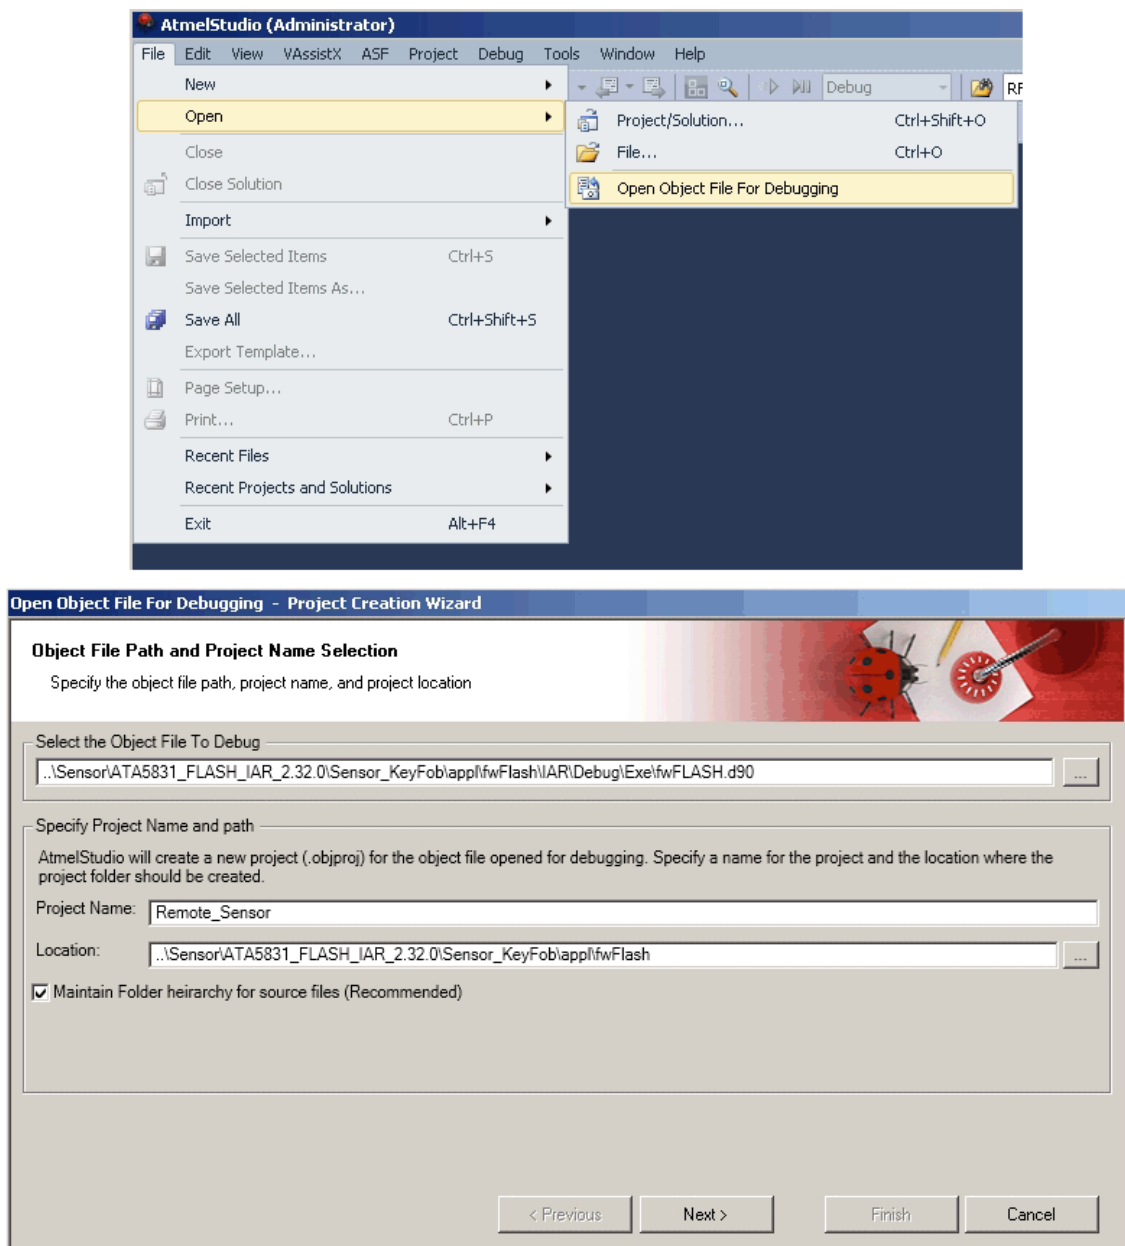 AtmelStudio (Administrator)
File Edit View VAssistX ASF Project Debug Tools Window Help
New
Debug
RF
Open
Project/Solution... Ctrl+Shift+O
File... Ctrl+O
Open Object File For Debugging
Close
Close Solution
Import
Save Selected Items Ctrl+S
Save Selected Items As...
Save All Ctrl+Shift+S
Export Template...
Page Setup...
Print... Ctrl+P
Recent Files
Recent Projects and Solutions
Exit Alt+F4
Open Object File For Debugging - Project Creation Wizard
Object File Path and Project Name Selection
Specify the object file path, project name, and project location
Select the Object File To Debug
..\Sensor\ATA5831_FLASH_IAR_2.32.0\Sensor_KeyFob\appl\fwFlash\IAR\Debug\Exe\fwFLASH.d90 ...
Specify Project Name and path
AtmelStudio will create a new project (.objproj) for the object file opened for debugging. Specify a name for the project and the location where the
project folder should be created.
Project Name: Remote_Sensor
Location: ..\Sensor\ATA5831_FLASH_IAR_2.32.0\Sensor_KeyFob\appl\fwFlash ...
Maintain Folder heirarchy for source files (Recommended)
< Previous Next > Finish Cancel